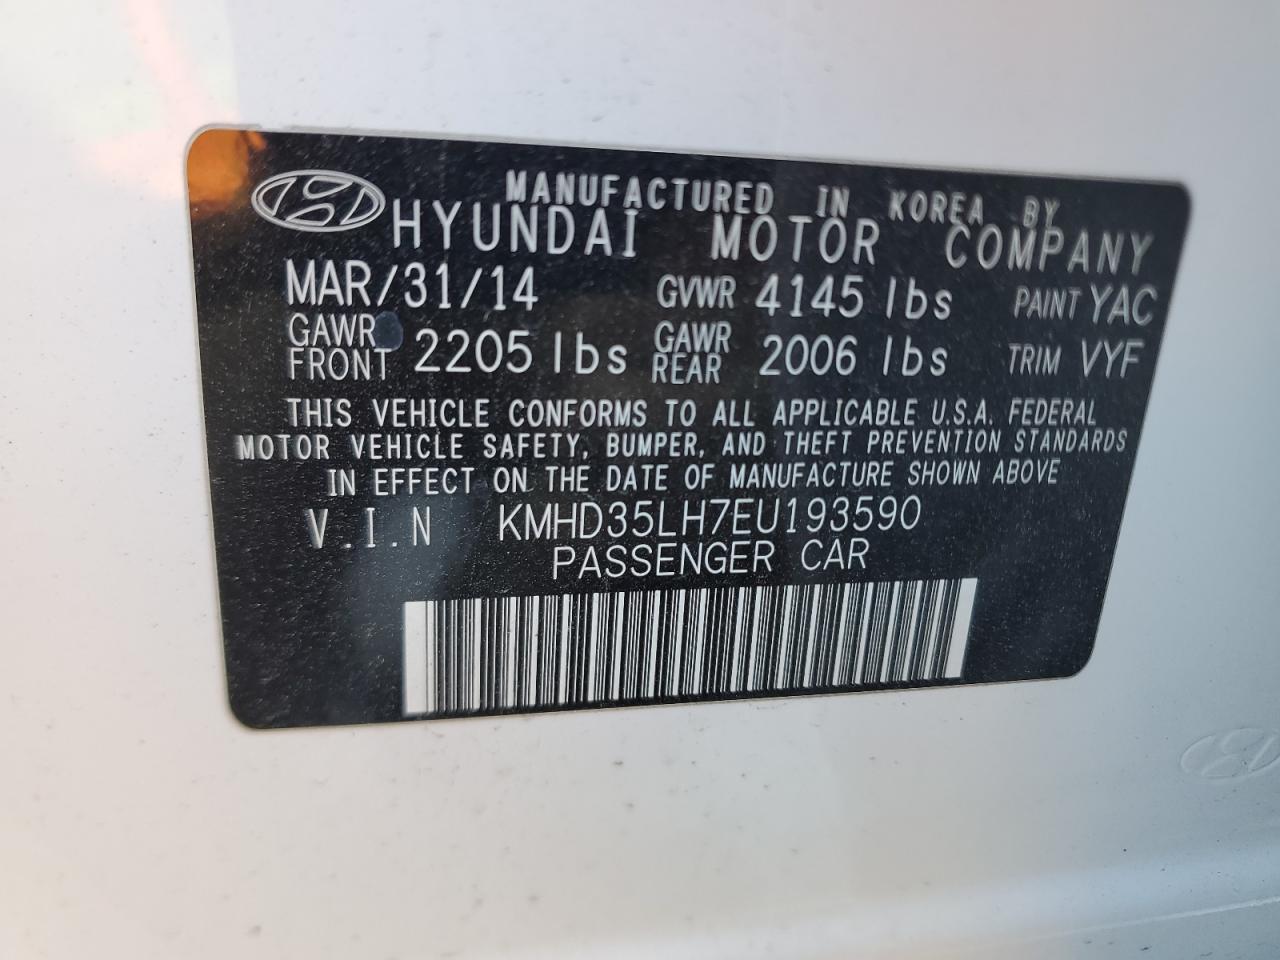 MANUFACTURED IN KOREA BY
HYUNDAI MOTOR COMPANY
MAR/31/14 GVWR 4145 lbs PAINT YAC
GAWR FRONT 2205 lbs GAWR REAR 2006 lbs TRIM VYF
THIS VEHICLE CONFORMS TO ALL APPLICABLE U.S.A. FEDERAL
MOTOR VEHICLE SAFETY, BUMPER, AND THEFT PREVENTION STANDARDS
IN EFFECT ON THE DATE OF MANUFACTURE SHOWN ABOVE
V.I.N KMHD35LH7EU193590
PASSENGER CAR